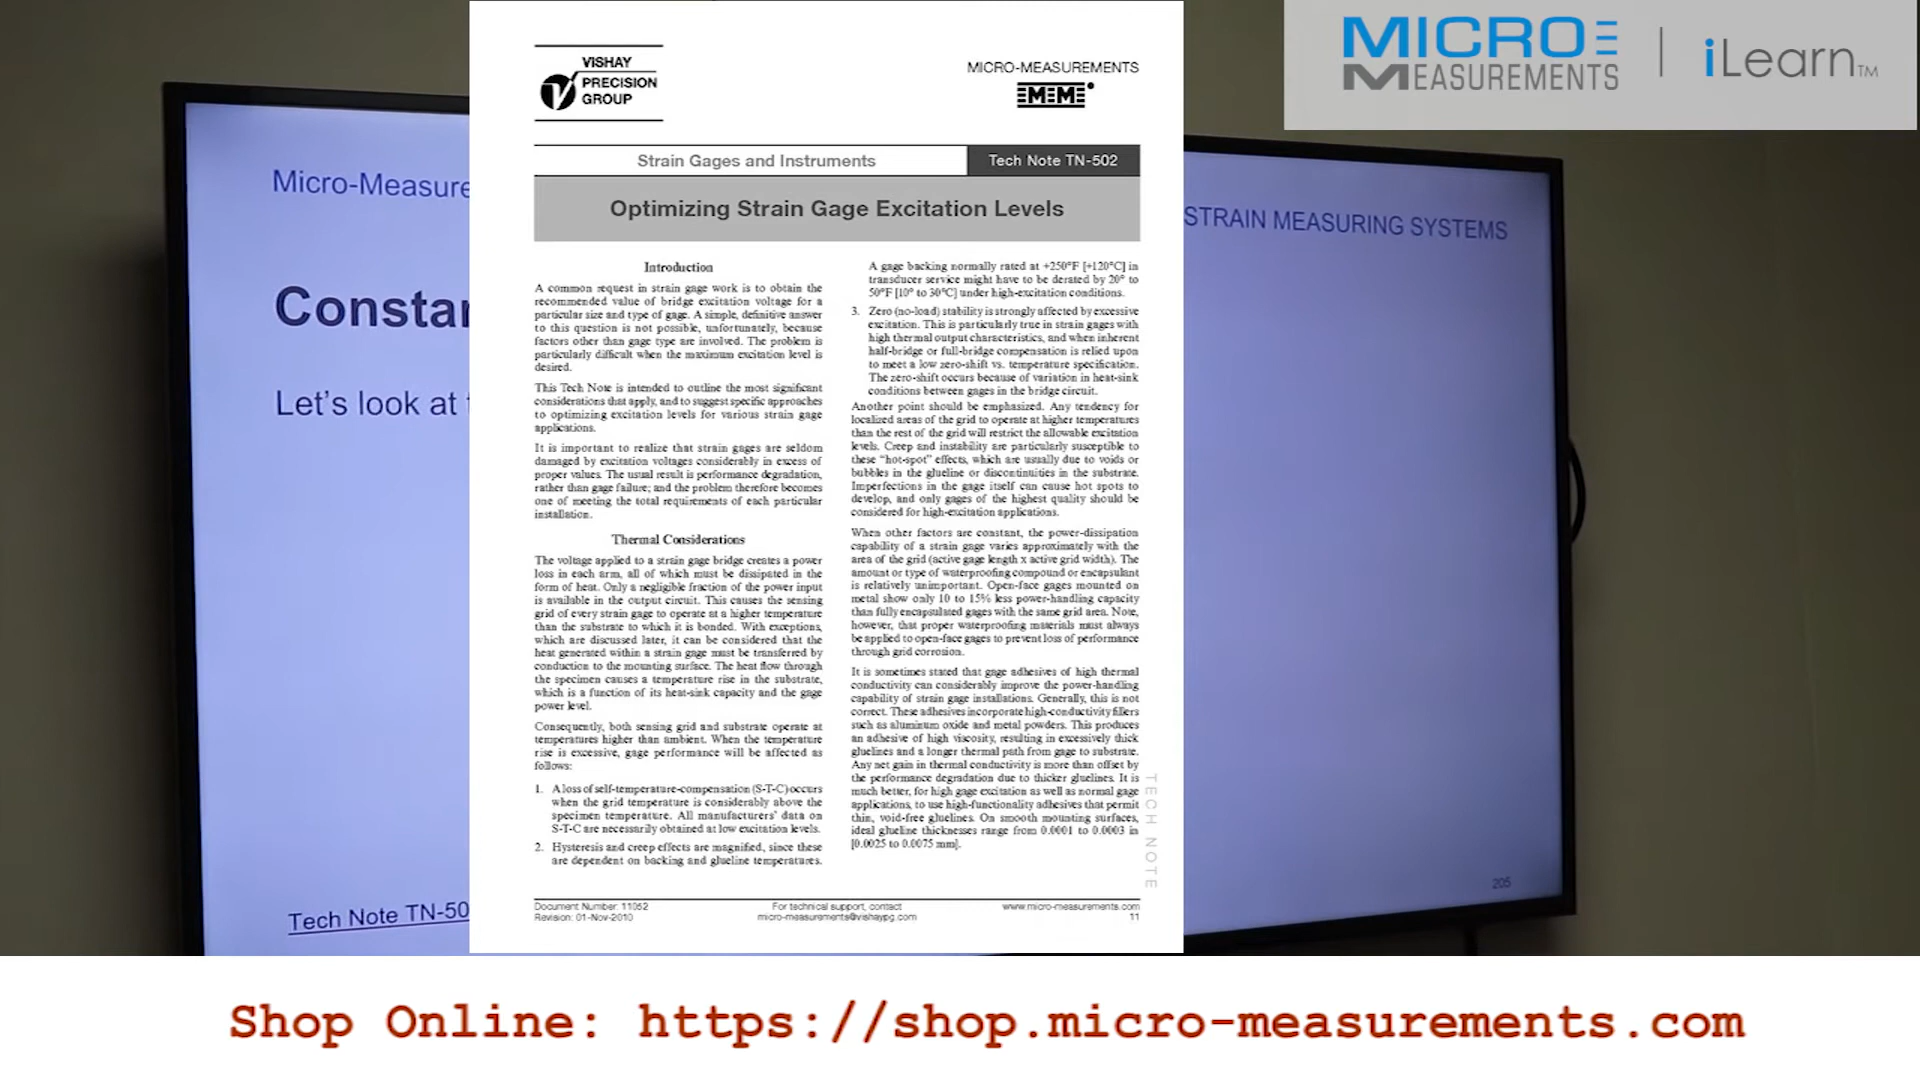 MICRO
MEASUREMENTS
iLearn™
Micro-Measure
STRAIN MEASURING SYSTEMS
Constan
Let's look at
Tech Note TN-50
205
VISHAY
PRECISION
GROUP
MICRO-MEASUREMENTS
Strain Gages and Instruments
Tech Note TN-502
Optimizing Strain Gage Excitation Levels
Introduction
A common request in strain gage work is to obtain the
recommended value of bridge excitation voltage for a
particular size and type of gage. A simple, definitive answer
to this question is not possible, unfortunately, because
factors other than gage type are involved. The problem is
particularly difficult when the maximum excitation level is
desired.
This Tech Note is intended to outline the most significant
considerations that apply, and to suggest specific approaches
to optimizing excitation levels for various strain gage
applications.
It is important to realize that strain gages are seldom
damaged by excitation voltages considerably in excess of
proper values. The usual result is performance degradation,
rather than gage failure; and the problem therefore becomes
one of meeting the total requirements of each particular
installation.
Thermal Considerations
The voltage applied to a strain gage bridge creates a power
loss in each arm, all of which must be dissipated in the
form of heat. Only a negligible fraction of the power input
is available in the output circuit. This causes the sensing
grid of every strain gage to operate at a higher temperature
than the substrate to which it is bonded. With exceptions,
which are discussed later, it can be considered that the
heat generated within a strain gage must be transferred by
conduction to the mounting surface. The heat flow through
the specimen causes a temperature rise in the substrate,
which is a function of its heat-sink capacity and the gage
power level.
Consequently, both sensing grid and substrate operate at
temperatures higher than ambient. When the temperature
rise is excessive, gage performance will be affected as
follows:
1. A loss of self-temperature-compensation (S-T-C) occurs
when the grid temperature is considerably above the
specimen temperature. All manufacturers' data on
S-T-C are necessarily obtained at low excitation levels.
2. Hysteresis and creep effects are magnified, since these
are dependent on backing and glueline temperatures.
A gage backing normally rated at +250°F [+120°C] in
transducer service might have to be derated by 20° to
50°F [10° to 30°C] under high-excitation conditions.
3. Zero (no-load) stability is strongly affected by excessive
excitation. This is particularly true in strain gages with
high thermal output characteristics, and when inherent
half-bridge or full-bridge compensation is relied upon
to meet a low zero-shift vs. temperature specification.
The zero-shift occurs because of variation in heat-sink
conditions between gages in the bridge circuit.
Another point should be emphasized. Any tendency for
localized areas of the grid to operate at higher temperatures
than the rest of the grid will restrict the allowable excitation
levels. Creep and instability are particularly susceptible to
these "hot-spot" effects, which are usually due to voids or
bubbles in the glueline or discontinuities in the substrate.
Imperfections in the gage itself can cause hot spots to
develop, and only gages of the highest quality should be
considered for high-excitation applications.
When other factors are constant, the power-dissipation
capability of a strain gage varies approximately with the
area of the grid (active gage length x active grid width). The
amount or type of waterproofing compound or encapsulant
is relatively unimportant. Open-face gages mounted on
metal show only 10 to 15% less power-handling capacity
than fully encapsulated gages with the same grid area. Note,
however, that proper waterproofing materials must always
be applied to open-face gages to prevent loss of performance
through grid corrosion.
It is sometimes stated that gage adhesives of high thermal
conductivity can considerably improve the power-handling
capability of strain gage installations. Generally, this is not
correct. These adhesives incorporate high-conductivity fillers
such as aluminum oxide and metal powders. This produces
an adhesive of high viscosity, resulting in excessively thick
gluelines and a longer thermal path from gage to substrate.
Any net gain in thermal conductivity is more than offset by
the performance degradation due to thicker gluelines. It is
much better, for high gage excitation as well as normal gage
applications, to use high-functionality adhesives that permit
thin, void-free gluelines. On smooth mounting surfaces,
ideal glueline thicknesses range from 0.0001 to 0.0003 in
[0.0025 to 0.0075 mm].
TECH NOTE
Document Number: 11052
Revision: 01-Nov-2010
For technical support, contact
micro-measurements@vishaypg.com
www.micro-measurements.com
11
Shop Online: https://shop.micro-measurements.com